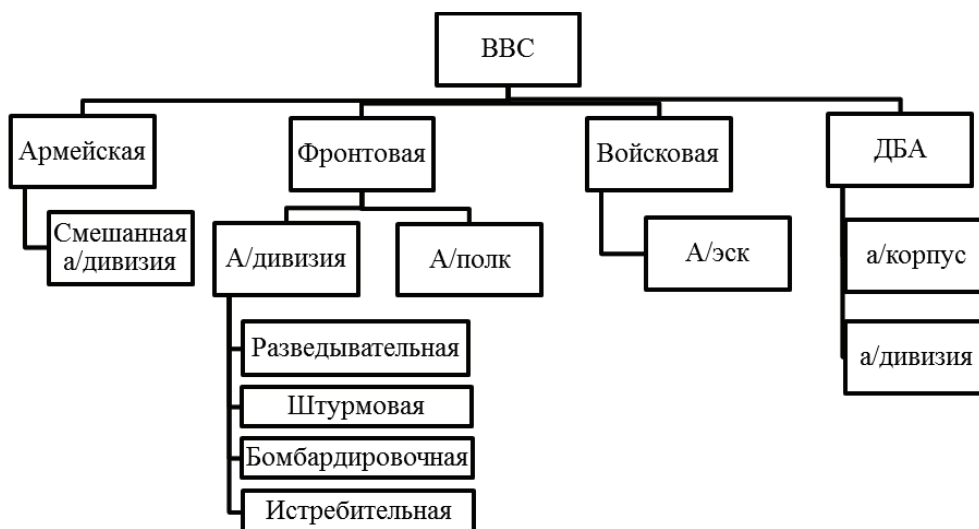 ВВС
Армейская
Фронтовая
Войсковая
ДБА
Смешанная
а/дивизия
А/дивизия
А/полк
А/эск
а/корпус
а/дивизия
Разведывательная
Штурмовая
Бомбардировочная
Истребительная